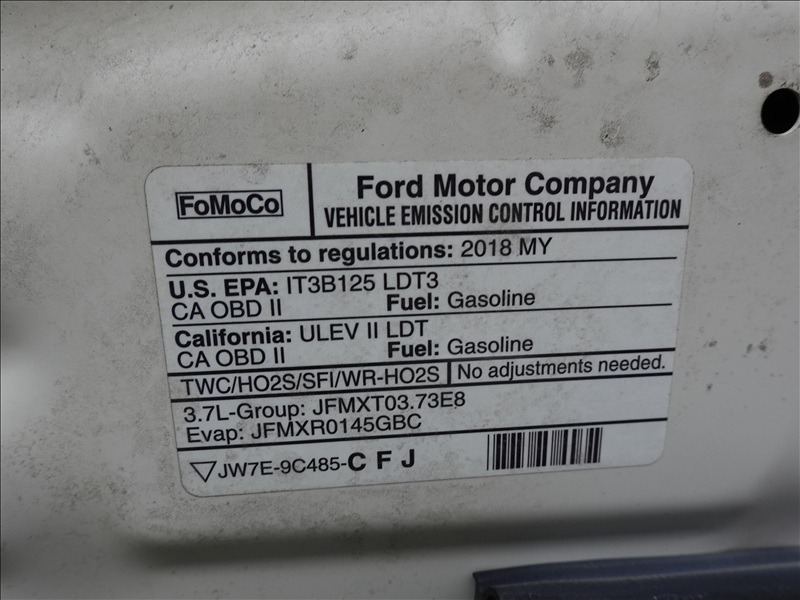 FoMoCo
Ford Motor Company
VEHICLE EMISSION CONTROL INFORMATION
Conforms to regulations: 2018 MY
U.S. EPA: IT3B125 LDT3
CA OBD II Fuel: Gasoline
California: ULEV II LDT
CA OBD II Fuel: Gasoline
TWC/HO2S/SFI/WR-HO2S No adjustments needed.
3.7L-Group: JFMXT03.73E8
Evap: JFMXR0145GBC
JW7E-9C485-C F J